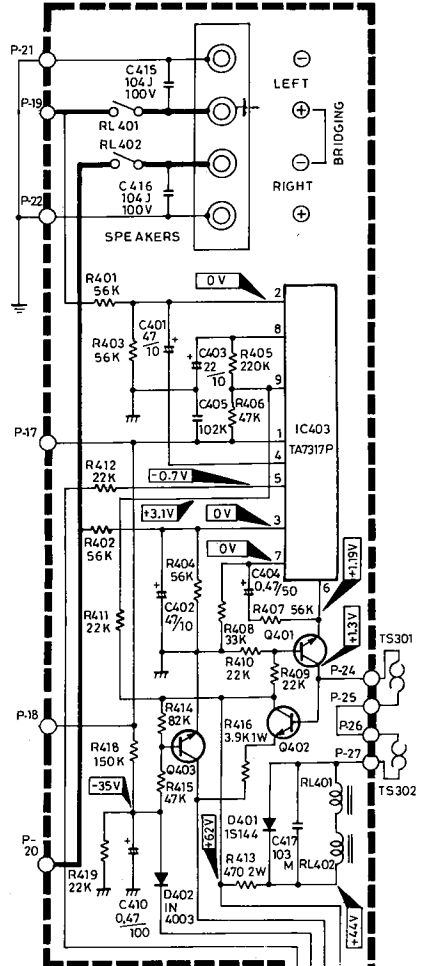 P-21
C415
104J
100V
LEFT
P-19
RL401
RL402
BRIDGING
C416
104J
100V
RIGHT
P-22
SPEAKERS
0V
2
R401
56K
8
R403
56K
C401
47
/10
C403
22
/10
R405
220K
9
C405
102K
R406
47K
IC403
TA7317P
P-17
1
4
R412
22K
-0.7V
5
+3.1V
0V
3
R402
56K
R404
56K
0V
7
C404
0.47/50
6
+1.19V
R411
22K
C402
47/10
R408
33K
R407 56K
Q401
+1.3V
TS301
R410
22K
R409
22K
P-24
P-25
P-18
R414
82K
R416
3.9K1W
Q402
P-26
R418
150K
Q403
P-27
TS302
-35V
R415
47K
D401
1S144
RL401
+62V
C417
103
M
RL402
P-
20
R419
22K
C410
0.47
/100
D402
IN
4003
R413
470 2W
+44V